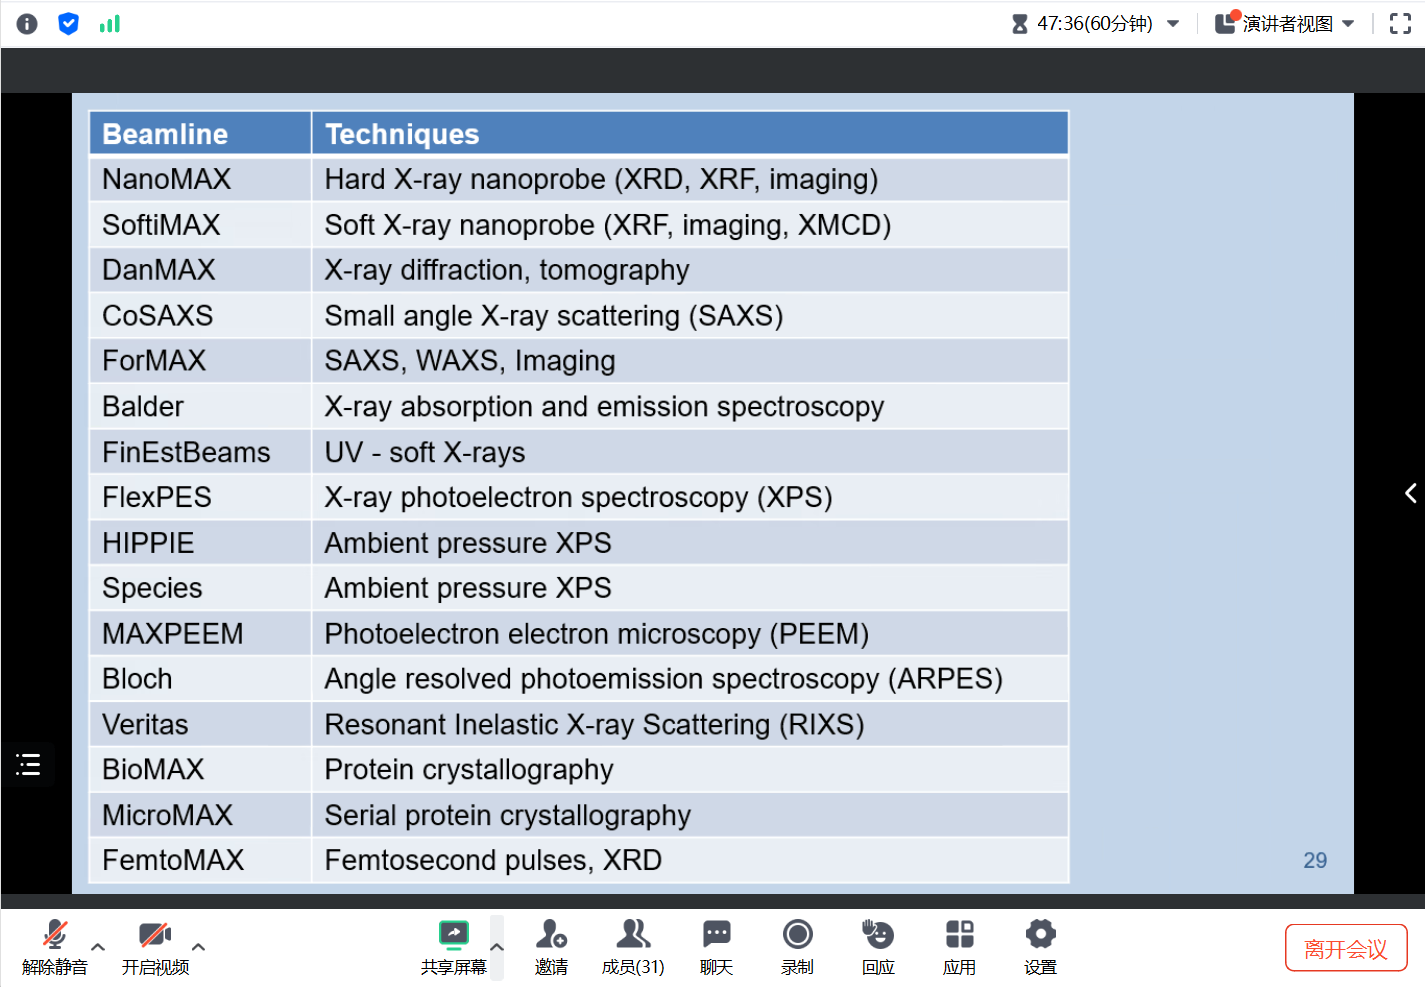 47:36(60分钟)
演讲者视图
Beamline Techniques
NanoMAX Hard X-ray nanoprobe (XRD, XRF, imaging)
SoftiMAX Soft X-ray nanoprobe (XRF, imaging, XMCD)
DanMAX X-ray diffraction, tomography
CoSAXS Small angle X-ray scattering (SAXS)
ForMAX SAXS, WAXS, Imaging
Balder X-ray absorption and emission spectroscopy
FinEstBeams UV - soft X-rays
FlexPES X-ray photoelectron spectroscopy (XPS)
HIPPIE Ambient pressure XPS
Species Ambient pressure XPS
MAXPEEM Photoelectron electron microscopy (PEEM)
Bloch Angle resolved photoemission spectroscopy (ARPES)
Veritas Resonant Inelastic X-ray Scattering (RIXS)
BioMAX Protein crystallography
MicroMAX Serial protein crystallography
FemtoMAX Femtosecond pulses, XRD
29
解除静音 开启视频 共享屏幕 邀请 成员(31) 聊天 录制 回应 应用 设置 离开会议